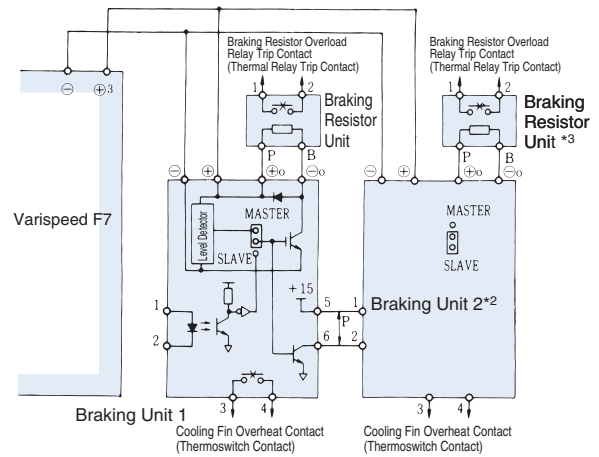 Braking Resistor Overload
Relay Trip Contact
(Thermal Relay Trip Contact)
Braking Resistor Overload
Relay Trip Contact
(Thermal Relay Trip Contact)
1 2
1 2
⊖ ⊕3
Braking
Resistor
Unit
Braking
Resistor
Unit *3
P B
P B
⊖ ⊕ ⊕o ⊖o
⊖ ⊕ ⊕o ⊖o
Varispeed F7
Level Detector
MASTER
SLAVE
MASTER
SLAVE
+15
1
2
5
6
P
1
2
Braking Unit 2*2
3 4
3 4
Braking Unit 1
Cooling Fin Overheat Contact
(Thermoswitch Contact)
Cooling Fin Overheat Contact
(Thermoswitch Contact)